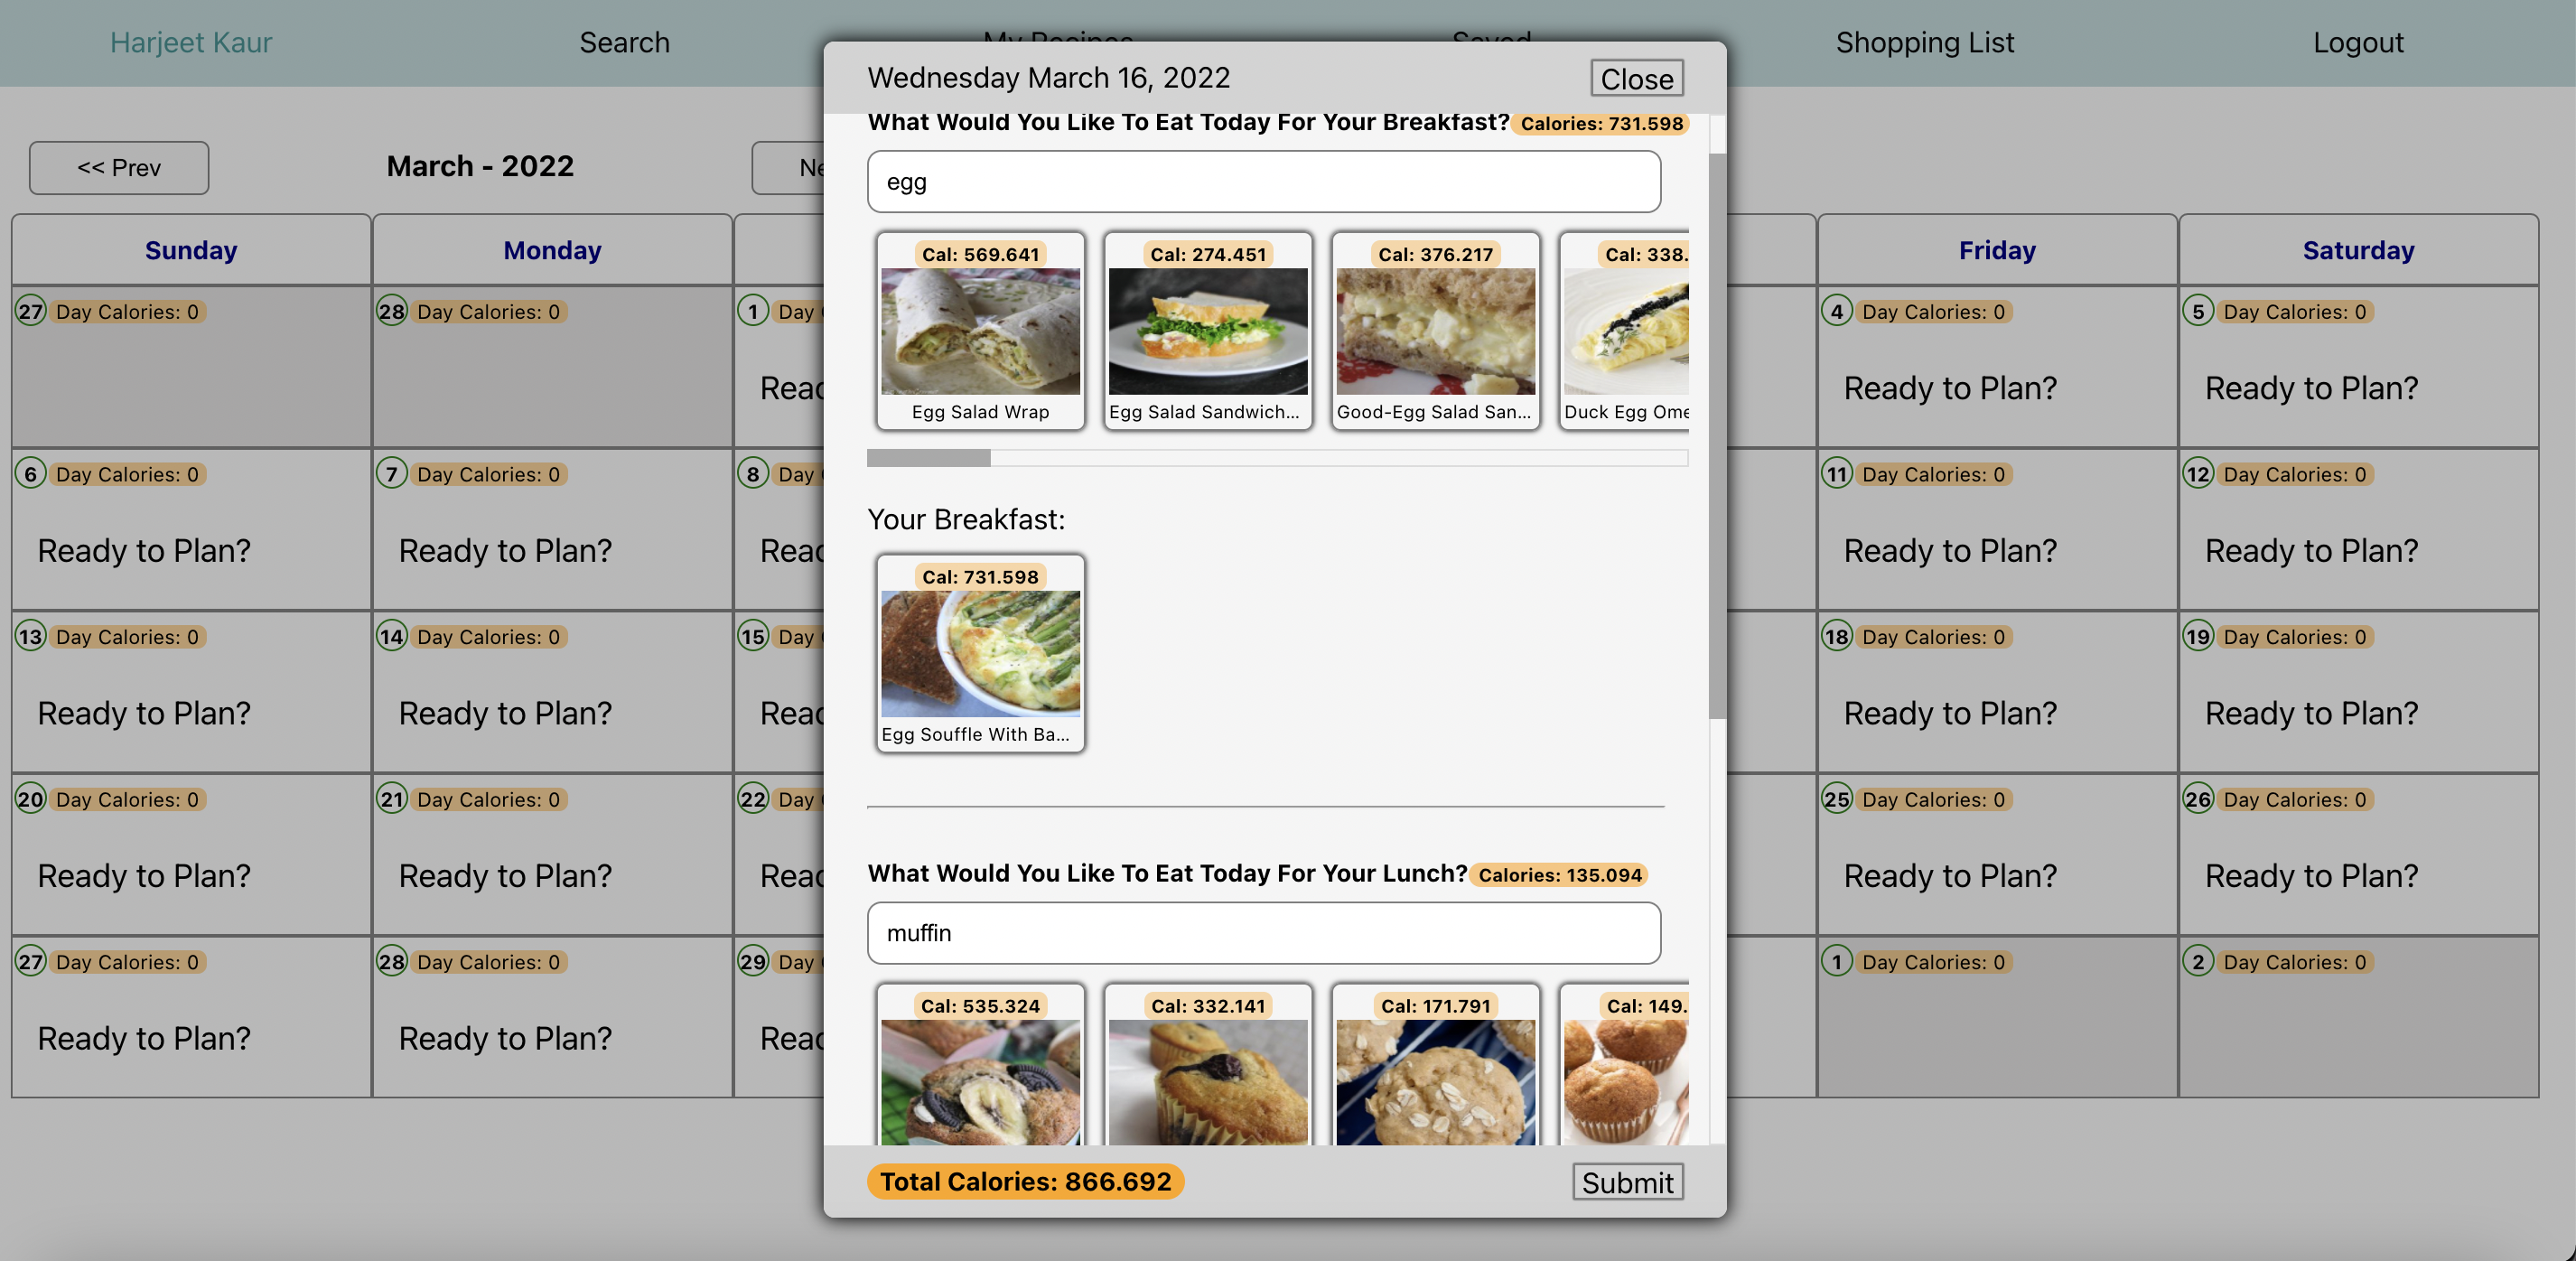 Harjeet Kaur
Search
Shopping List
Logout
Wednesday March 16, 2022
Close
What Would You Like To Eat Today For Your Breakfast?
Calories: 731.598
egg
Cal: 569.641
Cal: 274.451
Cal: 376.217
Cal: 338.
Egg Salad Wrap
Egg Salad Sandwich...
Good-Egg Salad San...
Duck Egg Ome
Your Breakfast:
Cal: 731.598
Egg Souffle With Ba...
What Would You Like To Eat Today For Your Lunch?
Calories: 135.094
muffin
Cal: 535.324
Cal: 332.141
Cal: 171.791
Cal: 149.
Total Calories: 866.692
Submit
<< Prev
March - 2022
Sunday
Monday
Friday
Saturday
27 Day Calories: 0
28 Day Calories: 0
1 Day
4 Day Calories: 0
5 Day Calories: 0
Ready to Plan?
Ready to Plan?
6 Day Calories: 0
7 Day Calories: 0
8 Day
11 Day Calories: 0
12 Day Calories: 0
Ready to Plan?
Ready to Plan?
Ready to Plan?
Ready to Plan?
13 Day Calories: 0
14 Day Calories: 0
15 Day
18 Day Calories: 0
19 Day Calories: 0
Ready to Plan?
Ready to Plan?
Ready to Plan?
Ready to Plan?
20 Day Calories: 0
21 Day Calories: 0
22 Day
25 Day Calories: 0
26 Day Calories: 0
Ready to Plan?
Ready to Plan?
Ready to Plan?
Ready to Plan?
27 Day Calories: 0
28 Day Calories: 0
29 Day
1 Day Calories: 0
2 Day Calories: 0
Ready to Plan?
Ready to Plan?